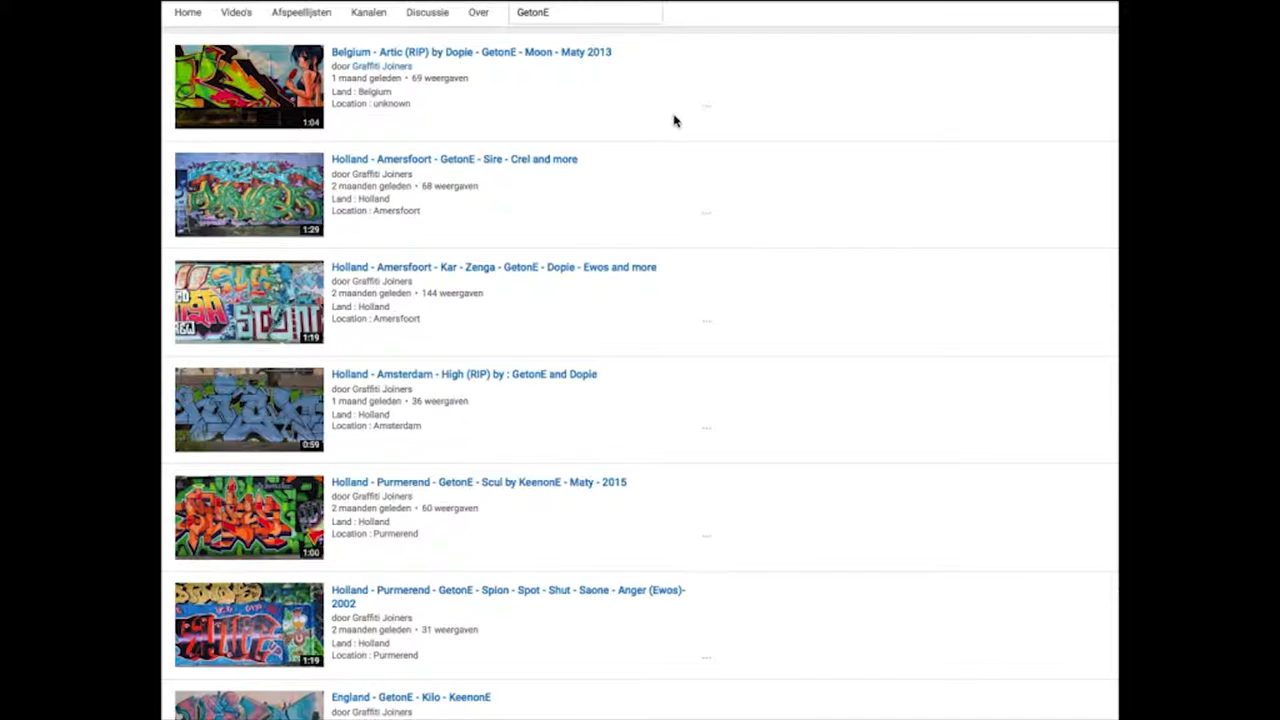 Home Video's Afspeellijsten Kanalen Discussie Over GetonE
Belgium - Artic (RIP) by Dopie - GetonE - Moon - Maty 2013
door Graffiti Joiners
1 maand geleden • 69 weergaven
Land : Belgium
Location : unknown
1:04
Holland - Amersfoort - GetonE - Sire - Crel and more
door Graffiti Joiners
2 maanden geleden • 68 weergaven
Land : Holland
Location : Amersfoort
1:29
Holland - Amersfoort - Kar - Zenga - GetonE - Dopie - Ewos and more
door Graffiti Joiners
2 maanden geleden • 144 weergaven
Land : Holland
Location : Amersfoort
1:19
Holland - Amsterdam - High (RIP) by : GetonE and Dopie
door Graffiti Joiners
1 maand geleden • 36 weergaven
Land : Holland
Location : Amsterdam
0:59
Holland - Purmerend - GetonE - Scul by KeenonE - Maty - 2015
door Graffiti Joiners
2 maanden geleden • 60 weergaven
Land : Holland
Location : Purmerend
1:00
Holland - Purmerend - GetonE - Spion - Spot - Shut - Saone - Anger (Ewos)-
2002
door Graffiti Joiners
2 maanden geleden • 31 weergaven
Land : Holland
Location : Purmerend
1:19
England - GetonE - Kilo - KeenonE
door Graffiti Joiners